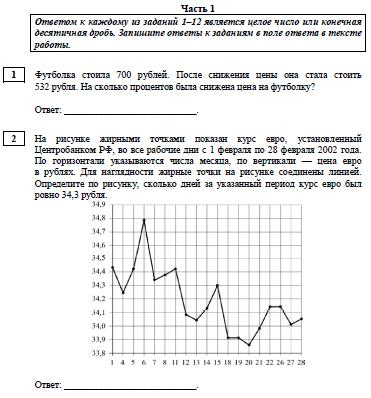 Часть 1
Ответом к каждому из заданий 1–12 является целое число или конечная
десятичная дробь. Запишите ответы к заданиям в поле ответа в тексте
работы.
1
Футболка стоила 700 рублей. После снижения цены она стала стоить
532 рубля. На сколько процентов была снижена цена на футболку?
Ответ: ___________________________.
2
На рисунке жирными точками показан курс евро, установленный
Центробанком РФ, во все рабочие дни с 1 февраля по 28 февраля 2002 года.
По горизонтали указываются числа месяца, по вертикали — цена евро
в рублях. Для наглядности жирные точки на рисунке соединены линией.
Определите по рисунку, сколько дней за указанный период курс евро был
ровно 34,3 рубля.
34,9
34,8
34,7
34,6
34,5
34,4
34,3
34,2
34,1
34,0
33,9
33,8
1 4 5 6 7 8 11 12 13 14 15 18 19 20 21 22 26 27 28
Ответ: ___________________________.